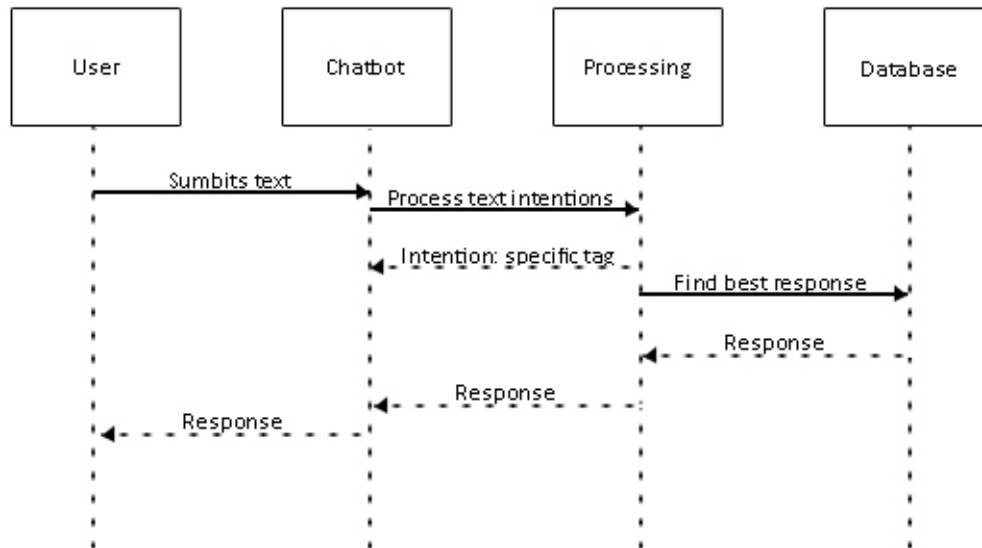 User
Chatbot
Processing
Database
Sumbits text
Process text intentions
Intention: specific tag
Find best response
Response
Response
Response